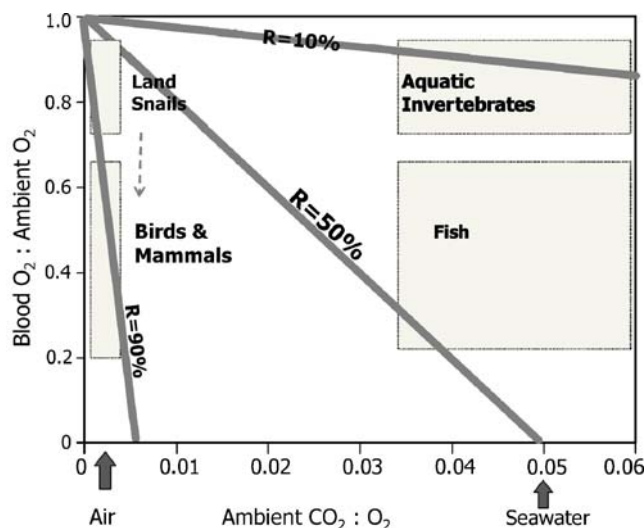 1.0
0.8
0.6
0.4
0.2
0
Blood O₂ : Ambient O₂
R=10%
Land
Snails
Aquatic
Invertebrates
R=50%
Birds &
Mammals
Fish
R=90%
0 0.01 0.02 0.03 0.04 0.05 0.06
Air Ambient CO₂ : O₂ Seawater